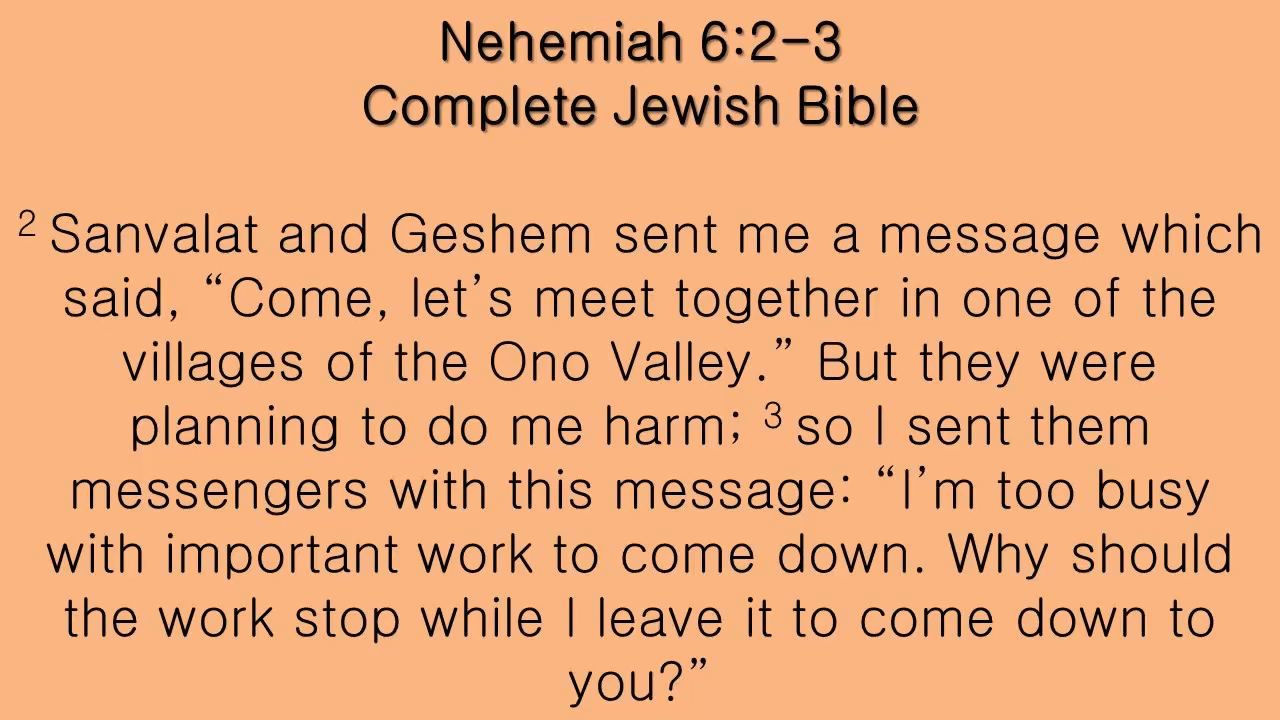 Nehemiah 6:2-3
Complete Jewish Bible
2 Sanvalat and Geshem sent me a message which
said, “Come, let’s meet together in one of the
villages of the Ono Valley.” But they were
planning to do me harm; 3 so I sent them
messengers with this message: “I’m too busy
with important work to come down. Why should
the work stop while I leave it to come down to
you?”